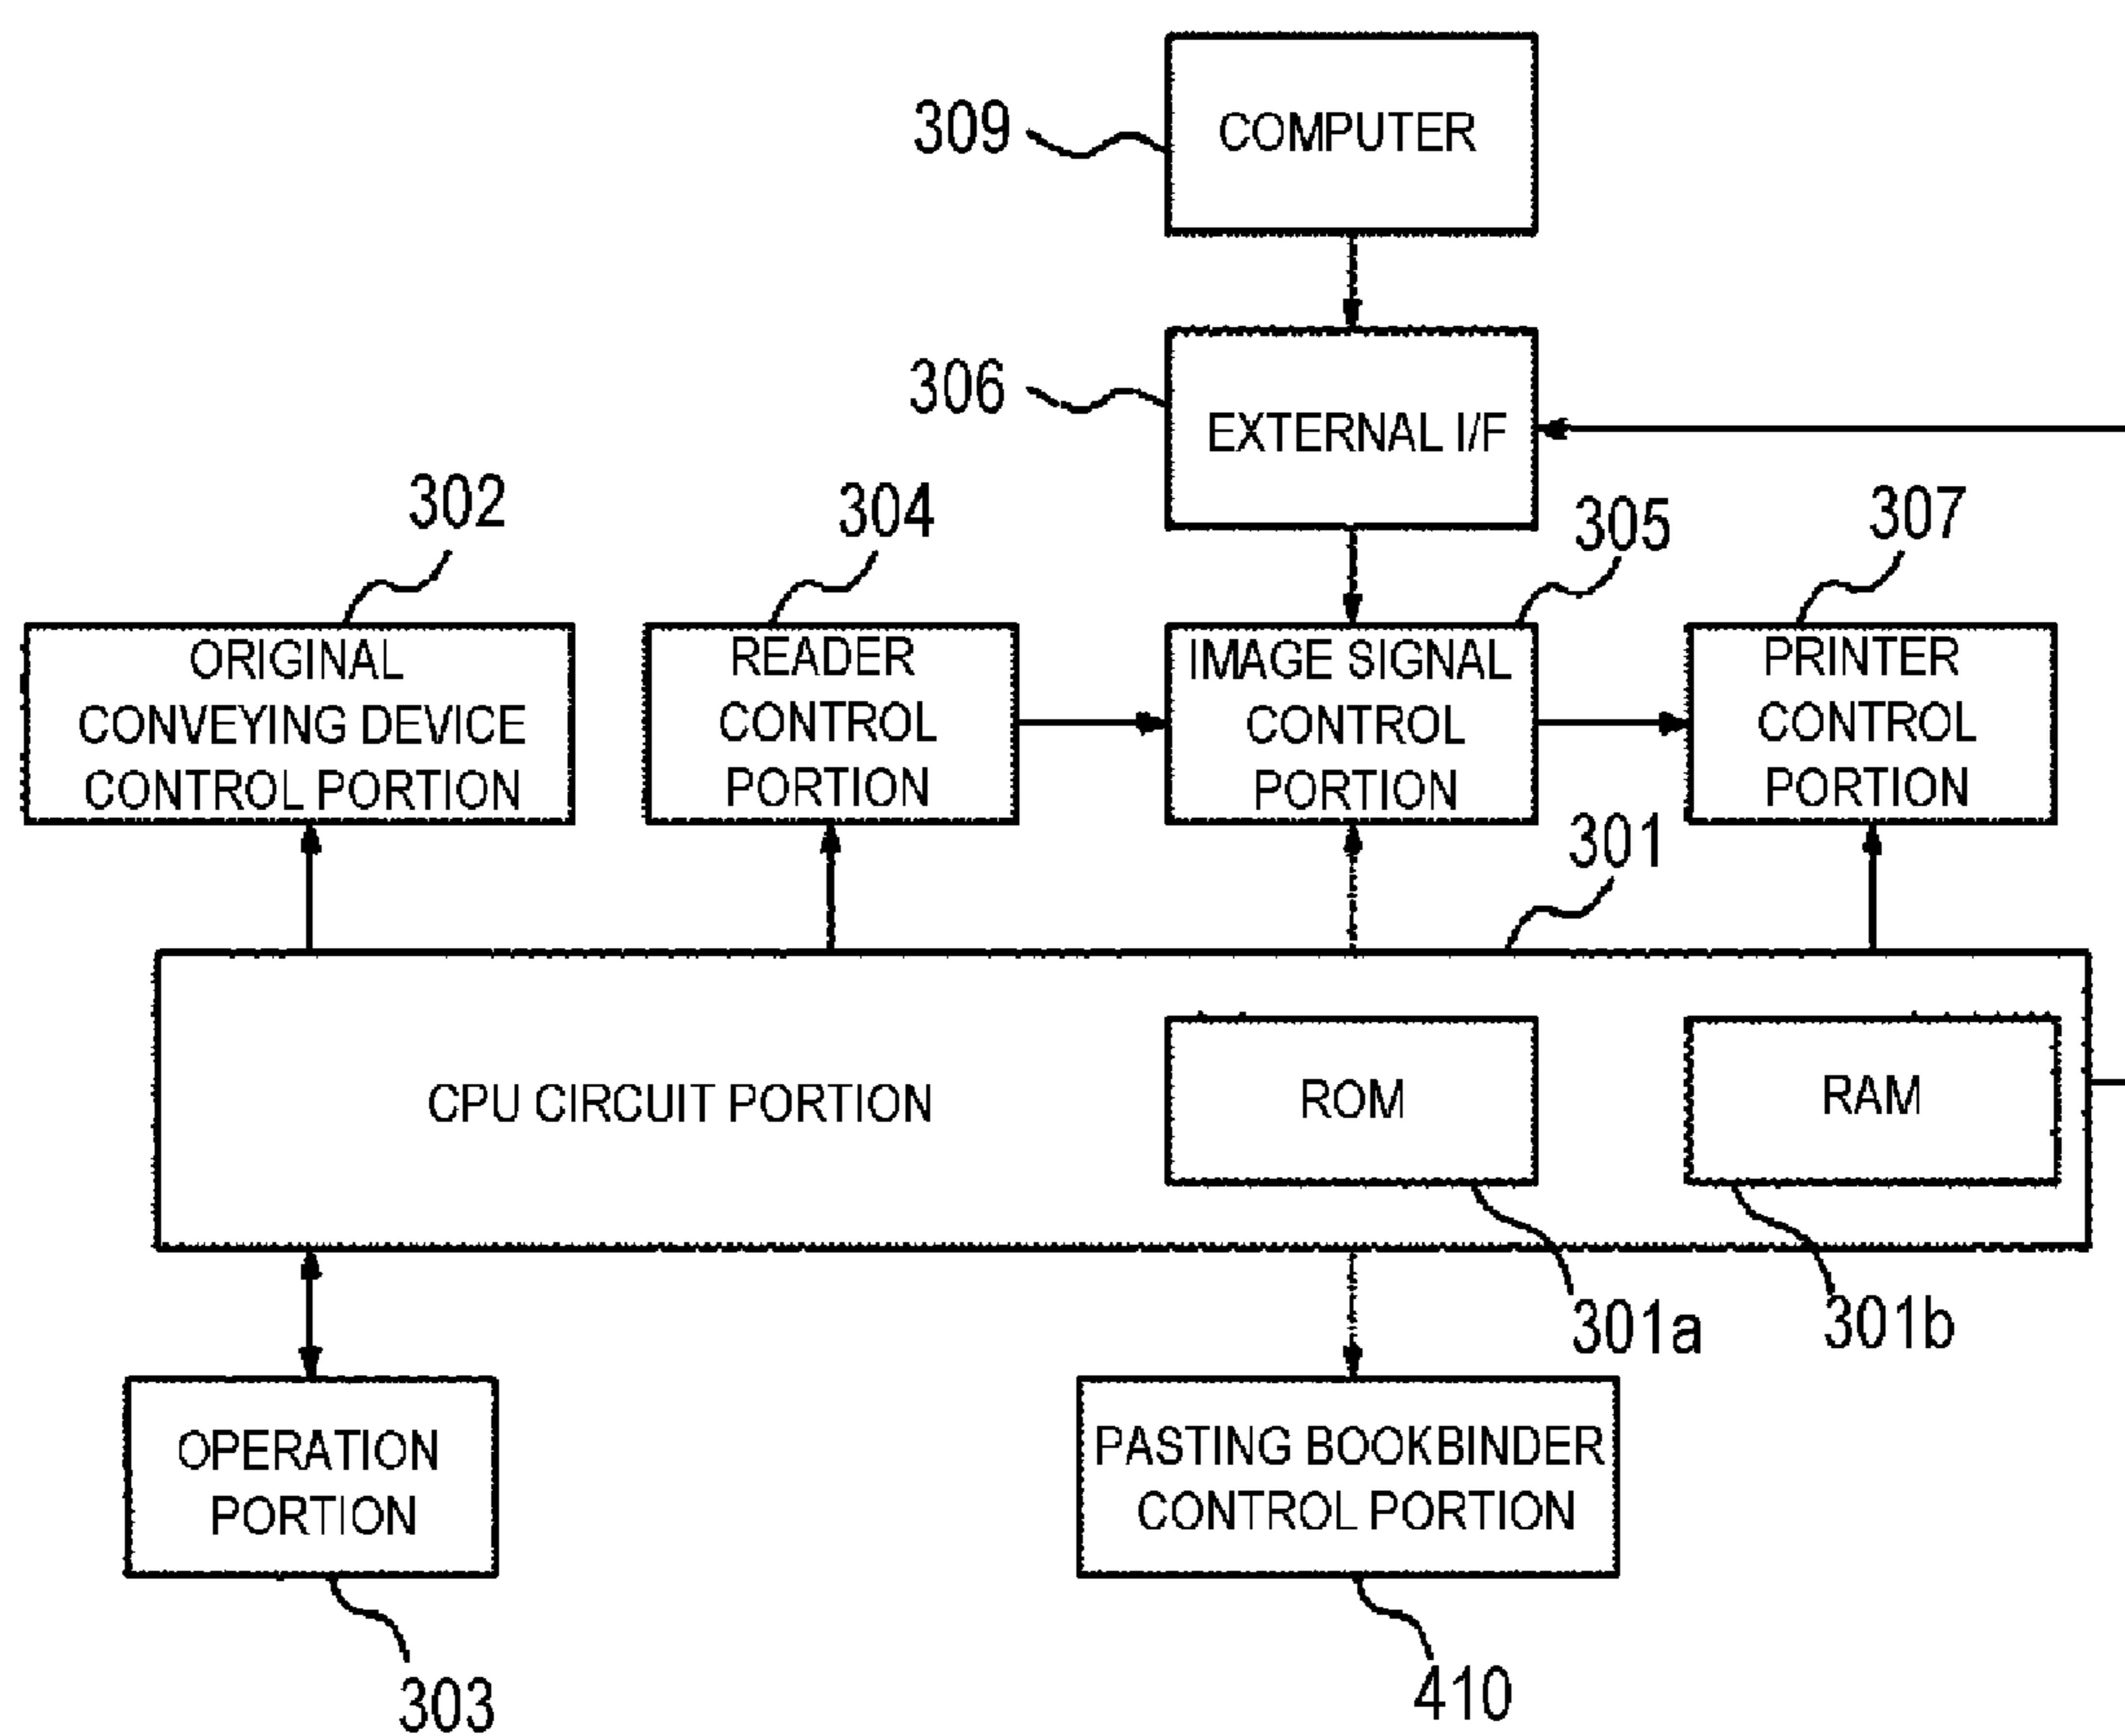 309
COMPUTER
306
EXTERNAL I/F
302
304
305
307
ORIGINAL
CONVEYING DEVICE
CONTROL PORTION
READER
CONTROL
PORTION
IMAGE SIGNAL
CONTROL
PORTION
PRINTER
CONTROL
PORTION
301
CPU CIRCUIT PORTION
ROM
RAM
301a
301b
OPERATION
PORTION
PASTING BOOKBINDER
CONTROL PORTION
303
410